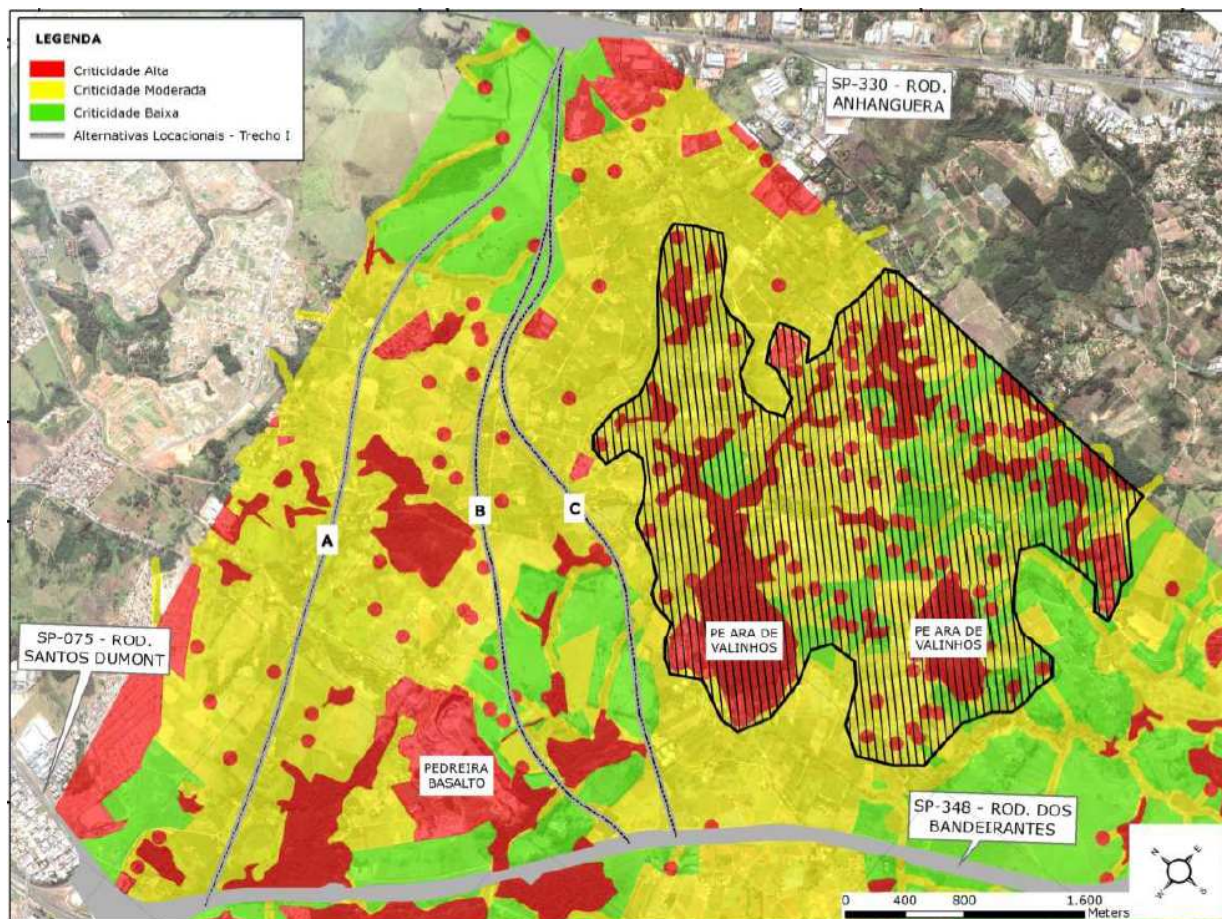 LEGENDA
Criticidade Alta
Criticidade Moderada
Criticidade Baixa
Alternativas Locacionais - Trecho I
SP-330 - ROD.
ANHANGUERA
A
B
C
SP-075 - ROD.
SANTOS DUMONT
PE ARA DE
VALINHOS
PE ARA DE
VALINHOS
PEDREIRA
BASALTO
SP-348 - ROD. DOS
BANDEIRANTES
N
E
W
S
0 400 800 1.600
Meters